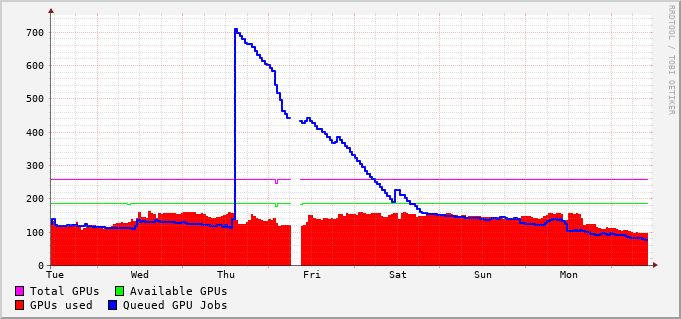 700
600
500
400
300
200
100
0
Tue Wed Thu Fri Sat Sun Mon
Total GPUs Available GPUs
GPUs used Queued GPU Jobs
RRDTOOL / TOBI OETIKER